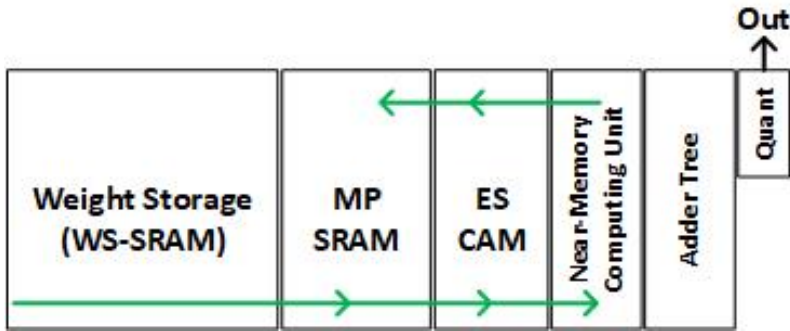 Out
Weight Storage
(WS-SRAM)
MP
SRAM
ES
CAM
Near-Memory
Computing Unit
Adder Tree
Quant